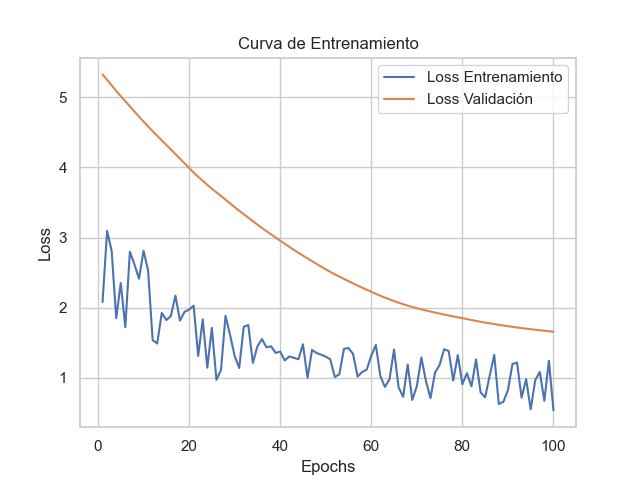 Curva de Entrenamiento
Loss Entrenamiento
Loss Validación
Loss
5
4
3
2
1
0
20
40
60
80
100
Epochs